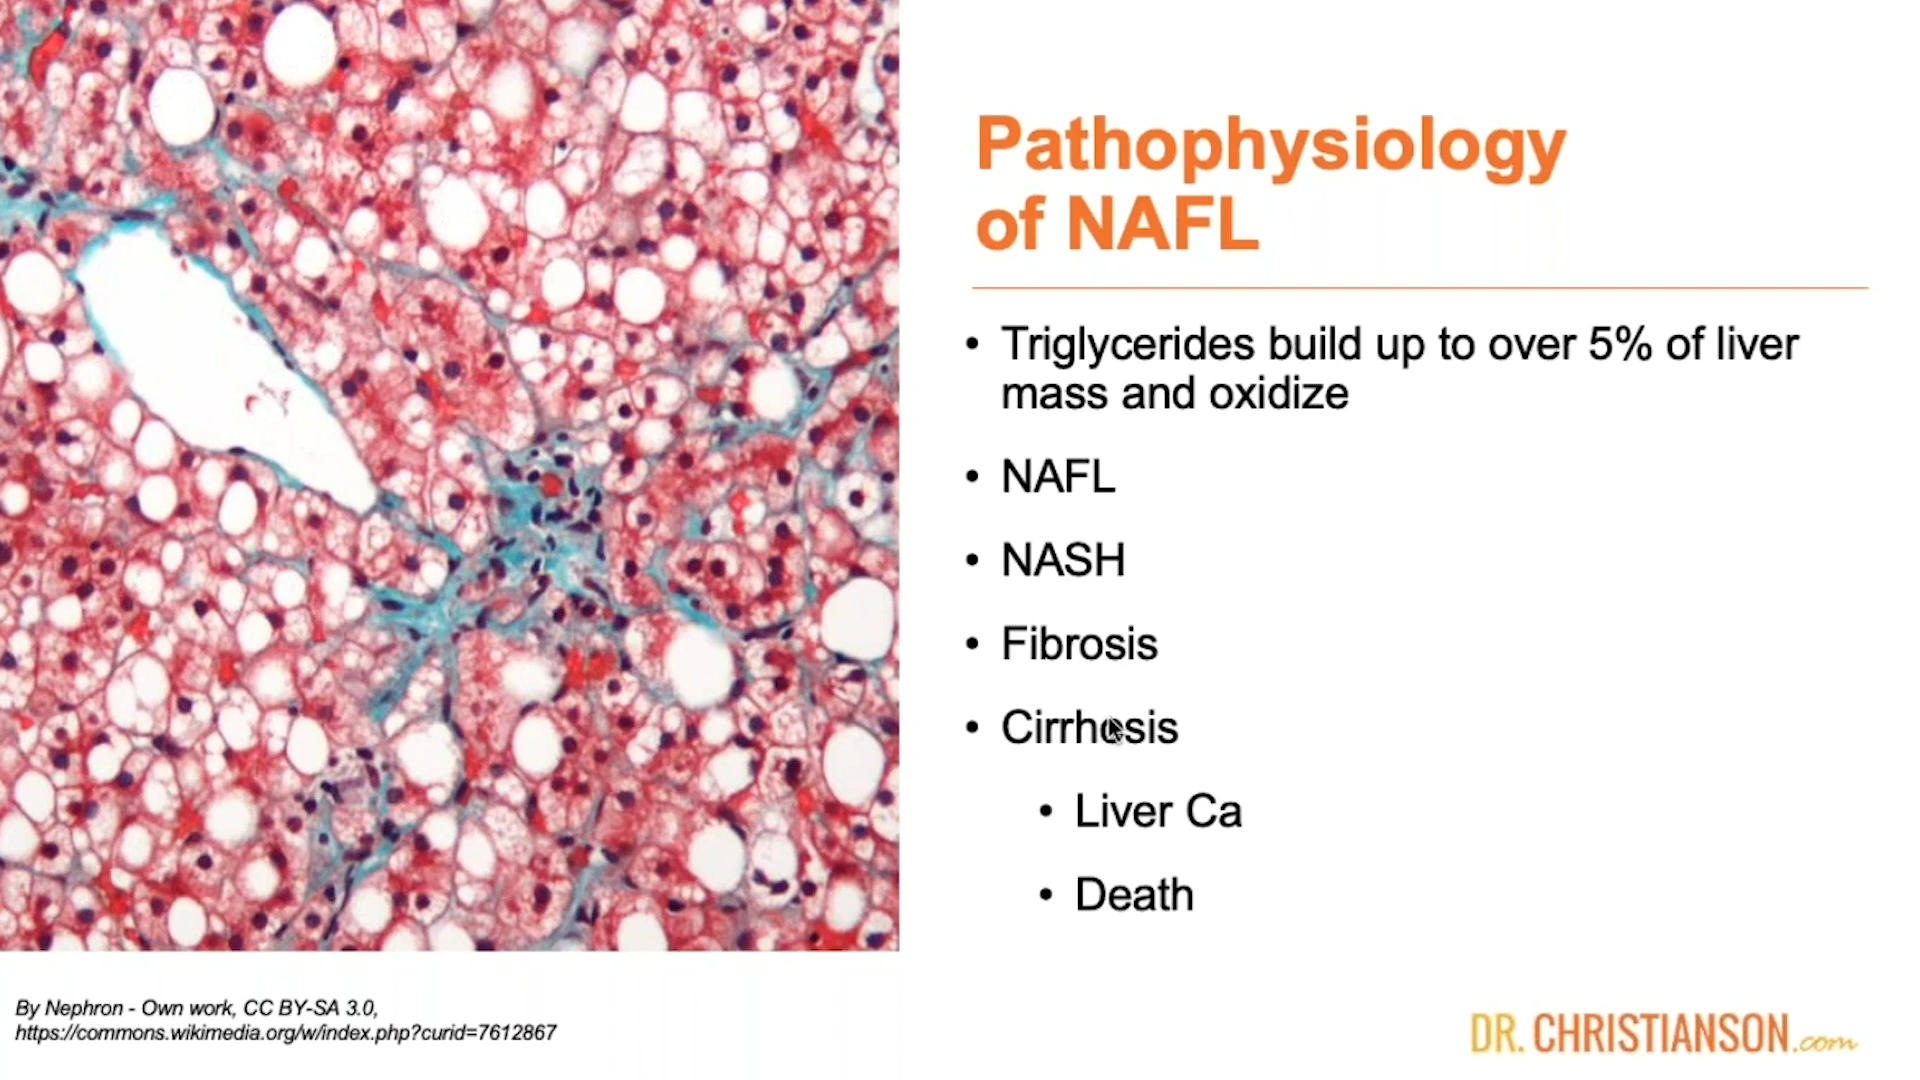 Pathophysiology
of NAFL
• Triglycerides build up to over 5% of liver
mass and oxidize
• NAFL
• NASH
• Fibrosis
• Cirrhosis
• Liver Ca
• Death
By Nephron - Own work, CC BY-SA 3.0,
https://commons.wikimedia.org/w/index.php?curid=7612867
DR. CHRISTIANSON.com